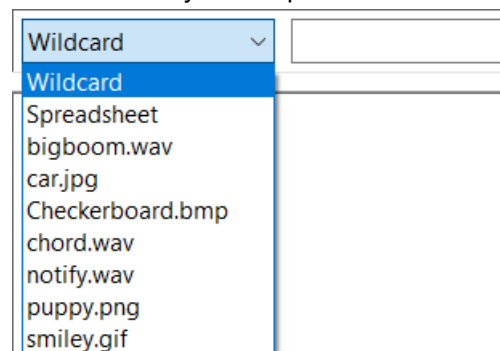 Wildcard
Wildcard
Spreadsheet
bigboom.wav
car.jpg
Checkerboard.bmp
chord.wav
notify.wav
puppy.png
smiley.gif